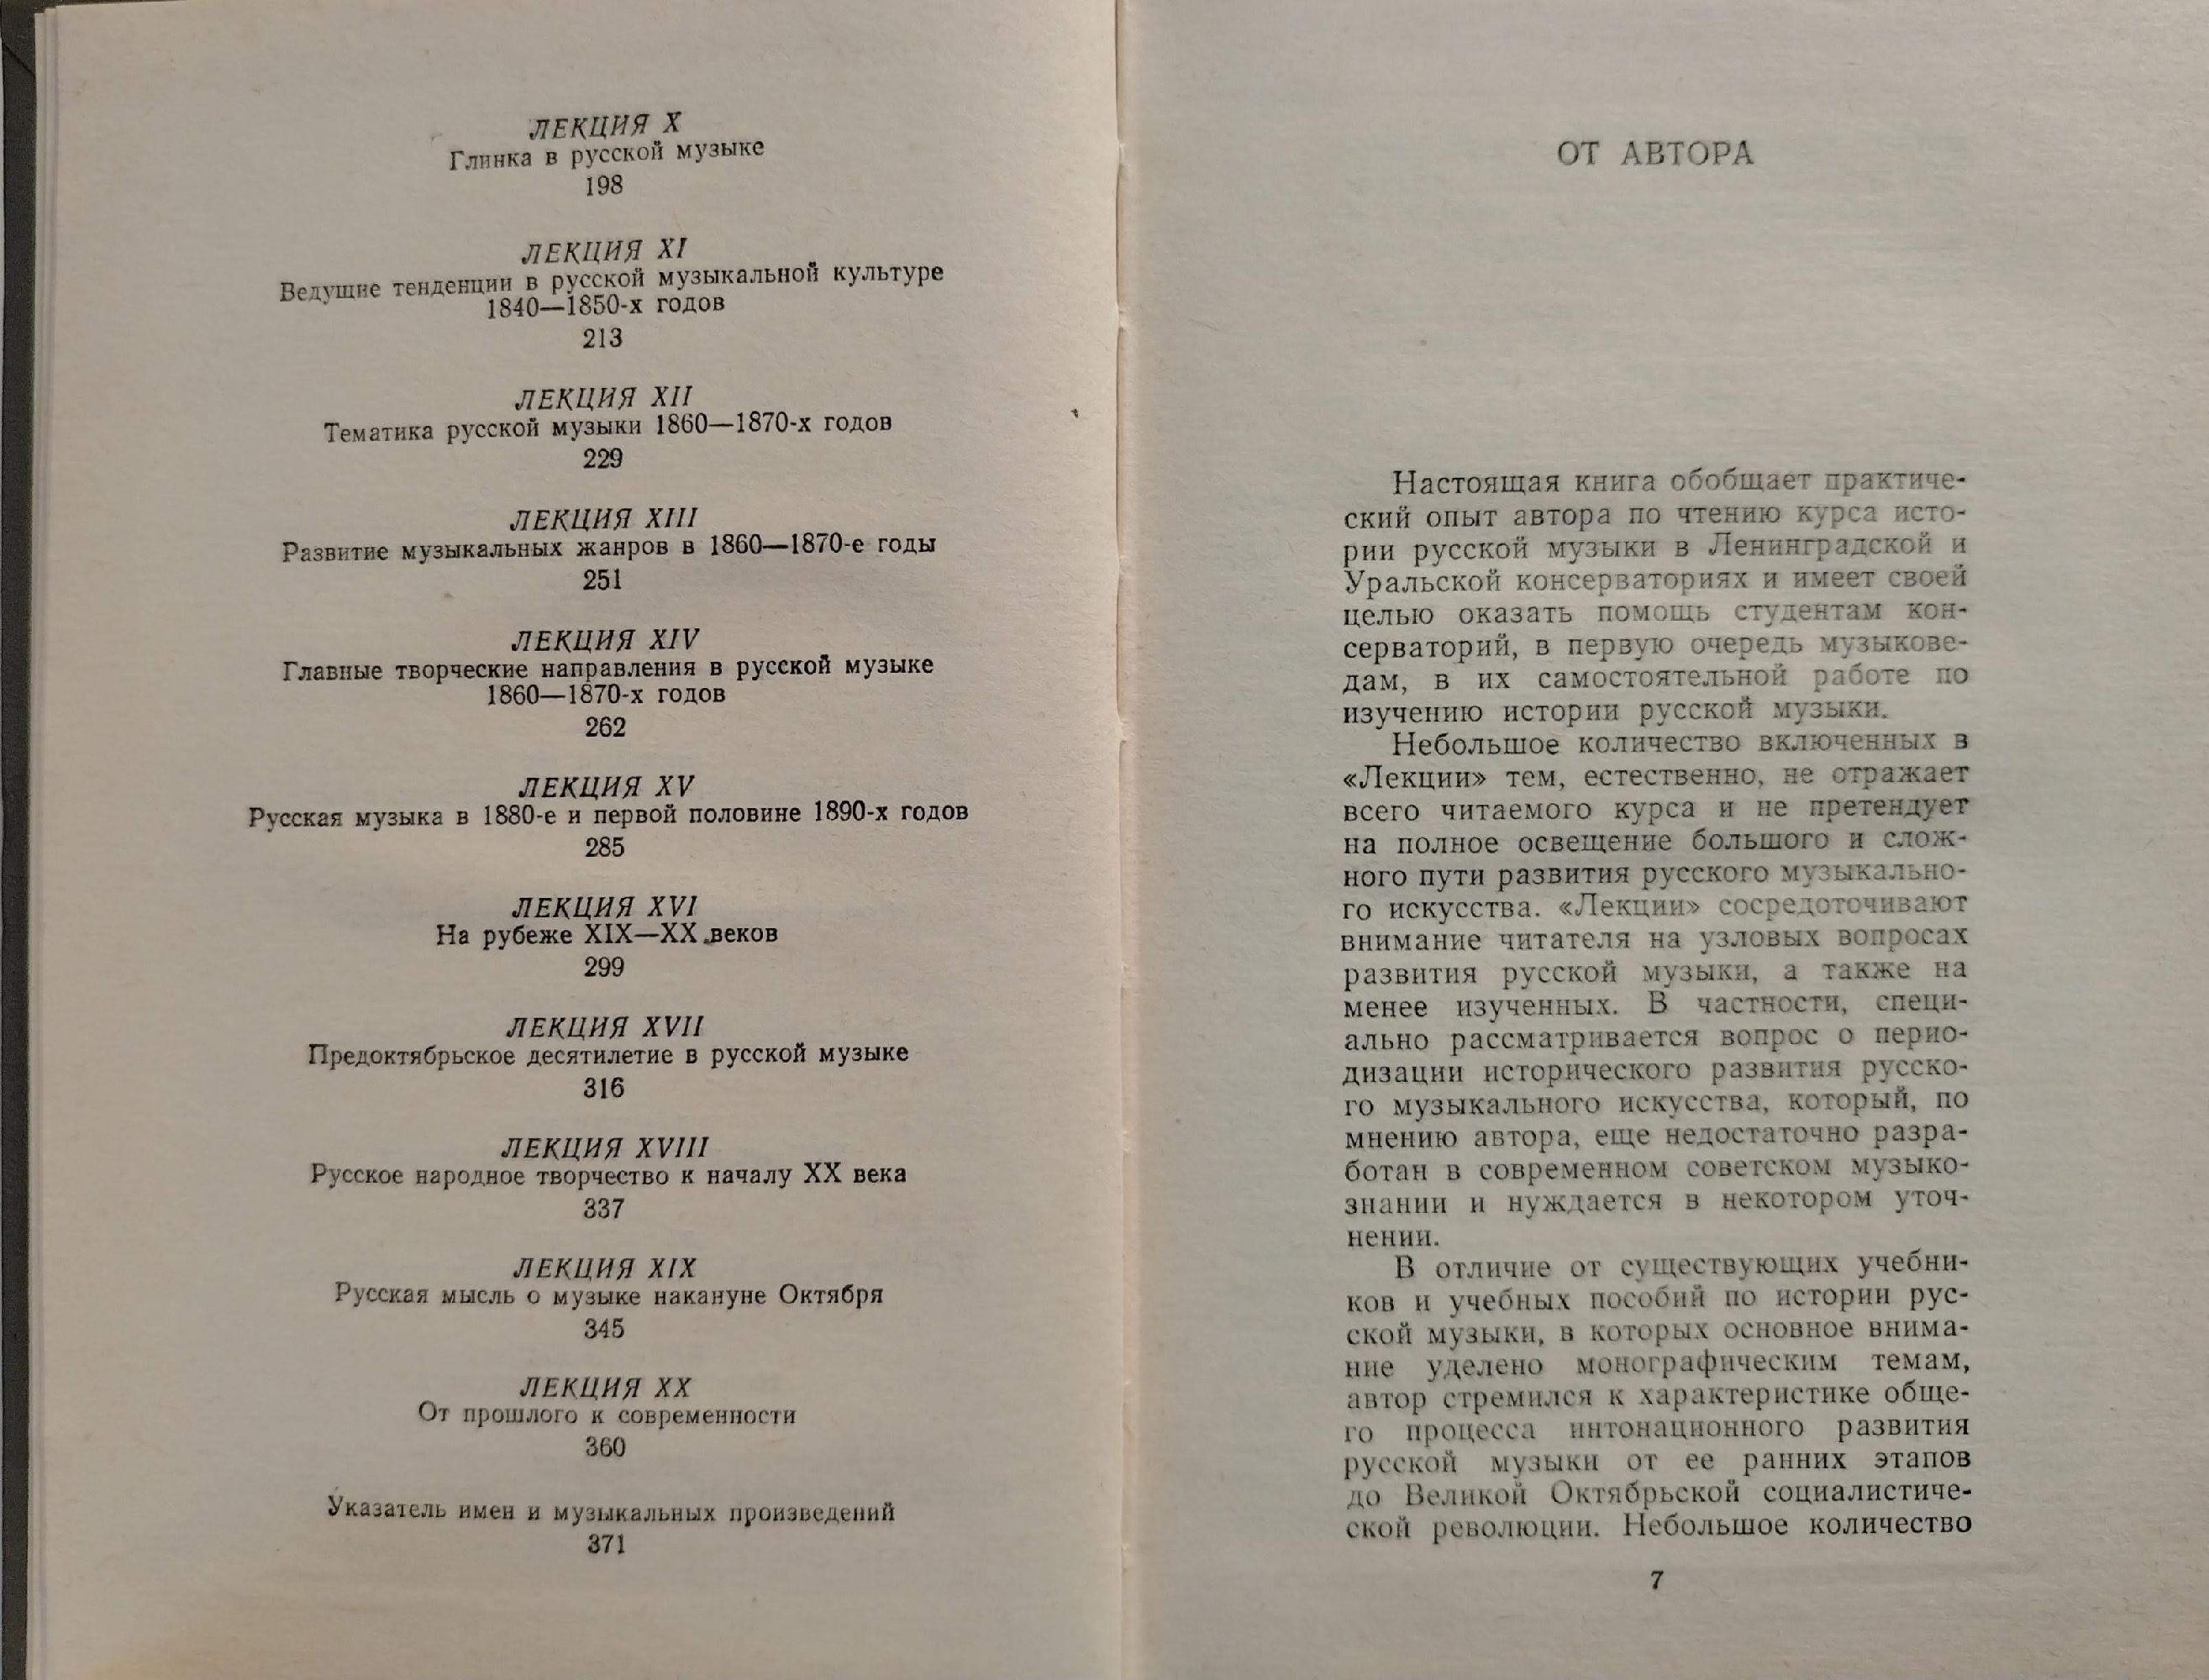 ЛЕКЦИЯ X
Глинка в русской музыке
198
ЛЕКЦИЯ XI
Ведущие тенденции в русской музыкальной культуре
1840—1850-х годов
213
ЛЕКЦИЯ XII
Тематика русской музыки 1860—1870-х годов
229
ЛЕКЦИЯ XIII
Развитие музыкальных жанров в 1860—1870-е годы
251
ЛЕКЦИЯ XIV
Главные творческие направления в русской музыке
1860—1870-х годов
262
ЛЕКЦИЯ XV
Русская музыка в 1880-е и первой половине 1890-х годов
285
ЛЕКЦИЯ XVI
На рубеже XIX—XX веков
299
ЛЕКЦИЯ XVII
Предоктябрьское десятилетие в русской музыке
316
ЛЕКЦИЯ XVIII
Русское народное творчество к началу XX века
337
ЛЕКЦИЯ XIX
Русская мысль о музыке накануне Октября
345
ЛЕКЦИЯ XX
От прошлого к современности
360
Указатель имен и музыкальных произведений
371
ОТ АВТОРА
Настоящая книга обобщает практиче-
ский опыт автора по чтению курса исто-
рии русской музыки в Ленинградской и
Уральской консерваториях и имеет своей
целью оказать помощь студентам кон-
серваторий, в первую очередь музыкове-
дам, в их самостоятельной работе по
изучению истории русской музыки.
Небольшое количество включенных в
«Лекции» тем, естественно, не отражает
всего читаемого курса и не претендует
на полное освещение большого и слож-
ного пути развития русского музыкально-
го искусства. «Лекции» сосредоточивают
внимание читателя на узловых вопросах
развития русской музыки, а также на
менее изученных. В частности, специ-
ально рассматривается вопрос о перио-
дизации исторического развития русско-
го музыкального искусства, который, по
мнению автора, еще недостаточно разра-
ботан в современном советском музыко-
знании и нуждается в некотором уточ-
нении.
В отличие от существующих учебни-
ков и учебных пособий по истории рус-
ской музыки, в которых основное внима-
ние уделено монографическим темам,
автор стремился к характеристике обще-
го процесса интонационного развития
русской музыки от ее ранних этапов
до Великой Октябрьской социалистиче-
ской революции. Небольшое количество
7